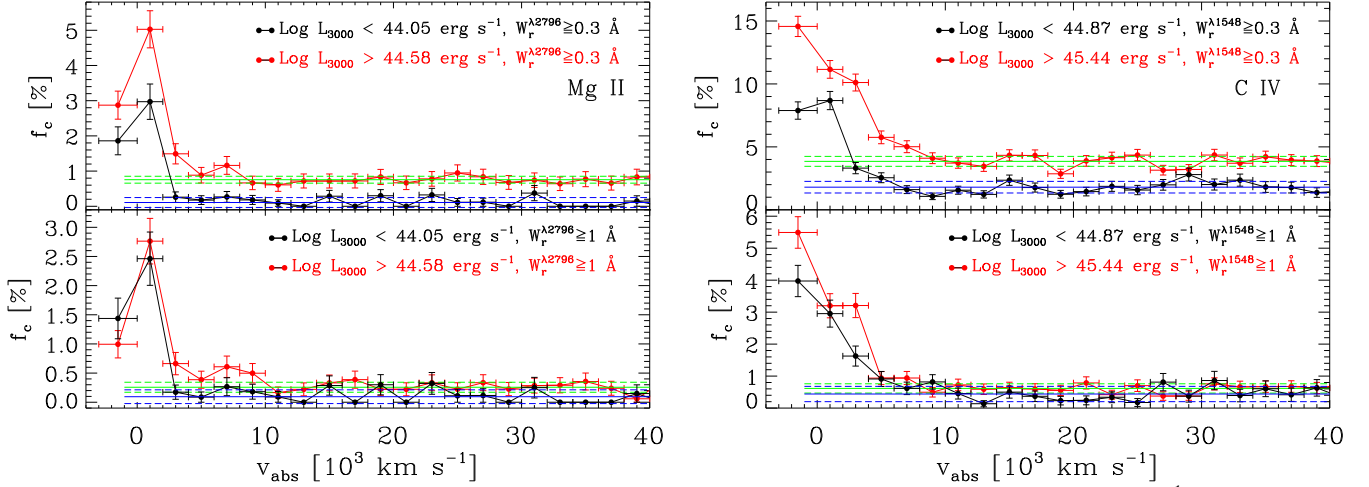 Log L3000 < 44.05 erg s−1, Wrλ2796≥0.3 Å
Log L3000 > 44.58 erg s−1, Wrλ2796≥0.3 Å
Mg II
fc [%]
5
4
3
2
1
0
Log L3000 < 44.05 erg s−1, Wrλ2796≥1 Å
Log L3000 > 44.58 erg s−1, Wrλ2796≥1 Å
fc [%]
3.0
2.5
2.0
1.5
1.0
0.5
0.0
0 10 20 30 40
vabs [10³ km s−1]
Log L3000 < 44.87 erg s−1, Wrλ1548≥0.3 Å
Log L3000 > 45.44 erg s−1, Wrλ1548≥0.3 Å
C IV
fc [%]
15
10
5
0
Log L3000 < 44.87 erg s−1, Wrλ1548≥1 Å
Log L3000 > 45.44 erg s−1, Wrλ1548≥1 Å
fc [%]
6
5
4
3
2
1
0
0 10 20 30 40
vabs [10³ km s−1]